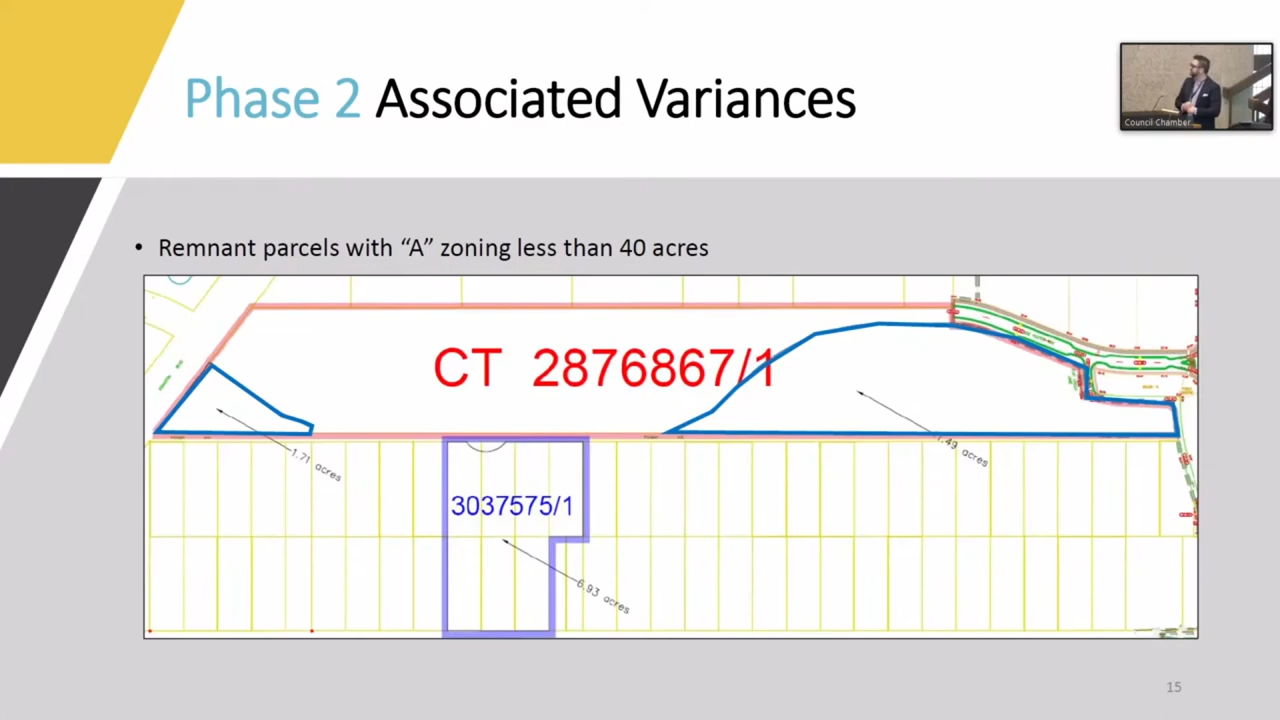 Phase 2 Associated Variances
Council Chamber
• Remnant parcels with “A” zoning less than 40 acres
CT 2876867/1
1.71 acres
1.49 acres
3037575/1
6.93 acres
15